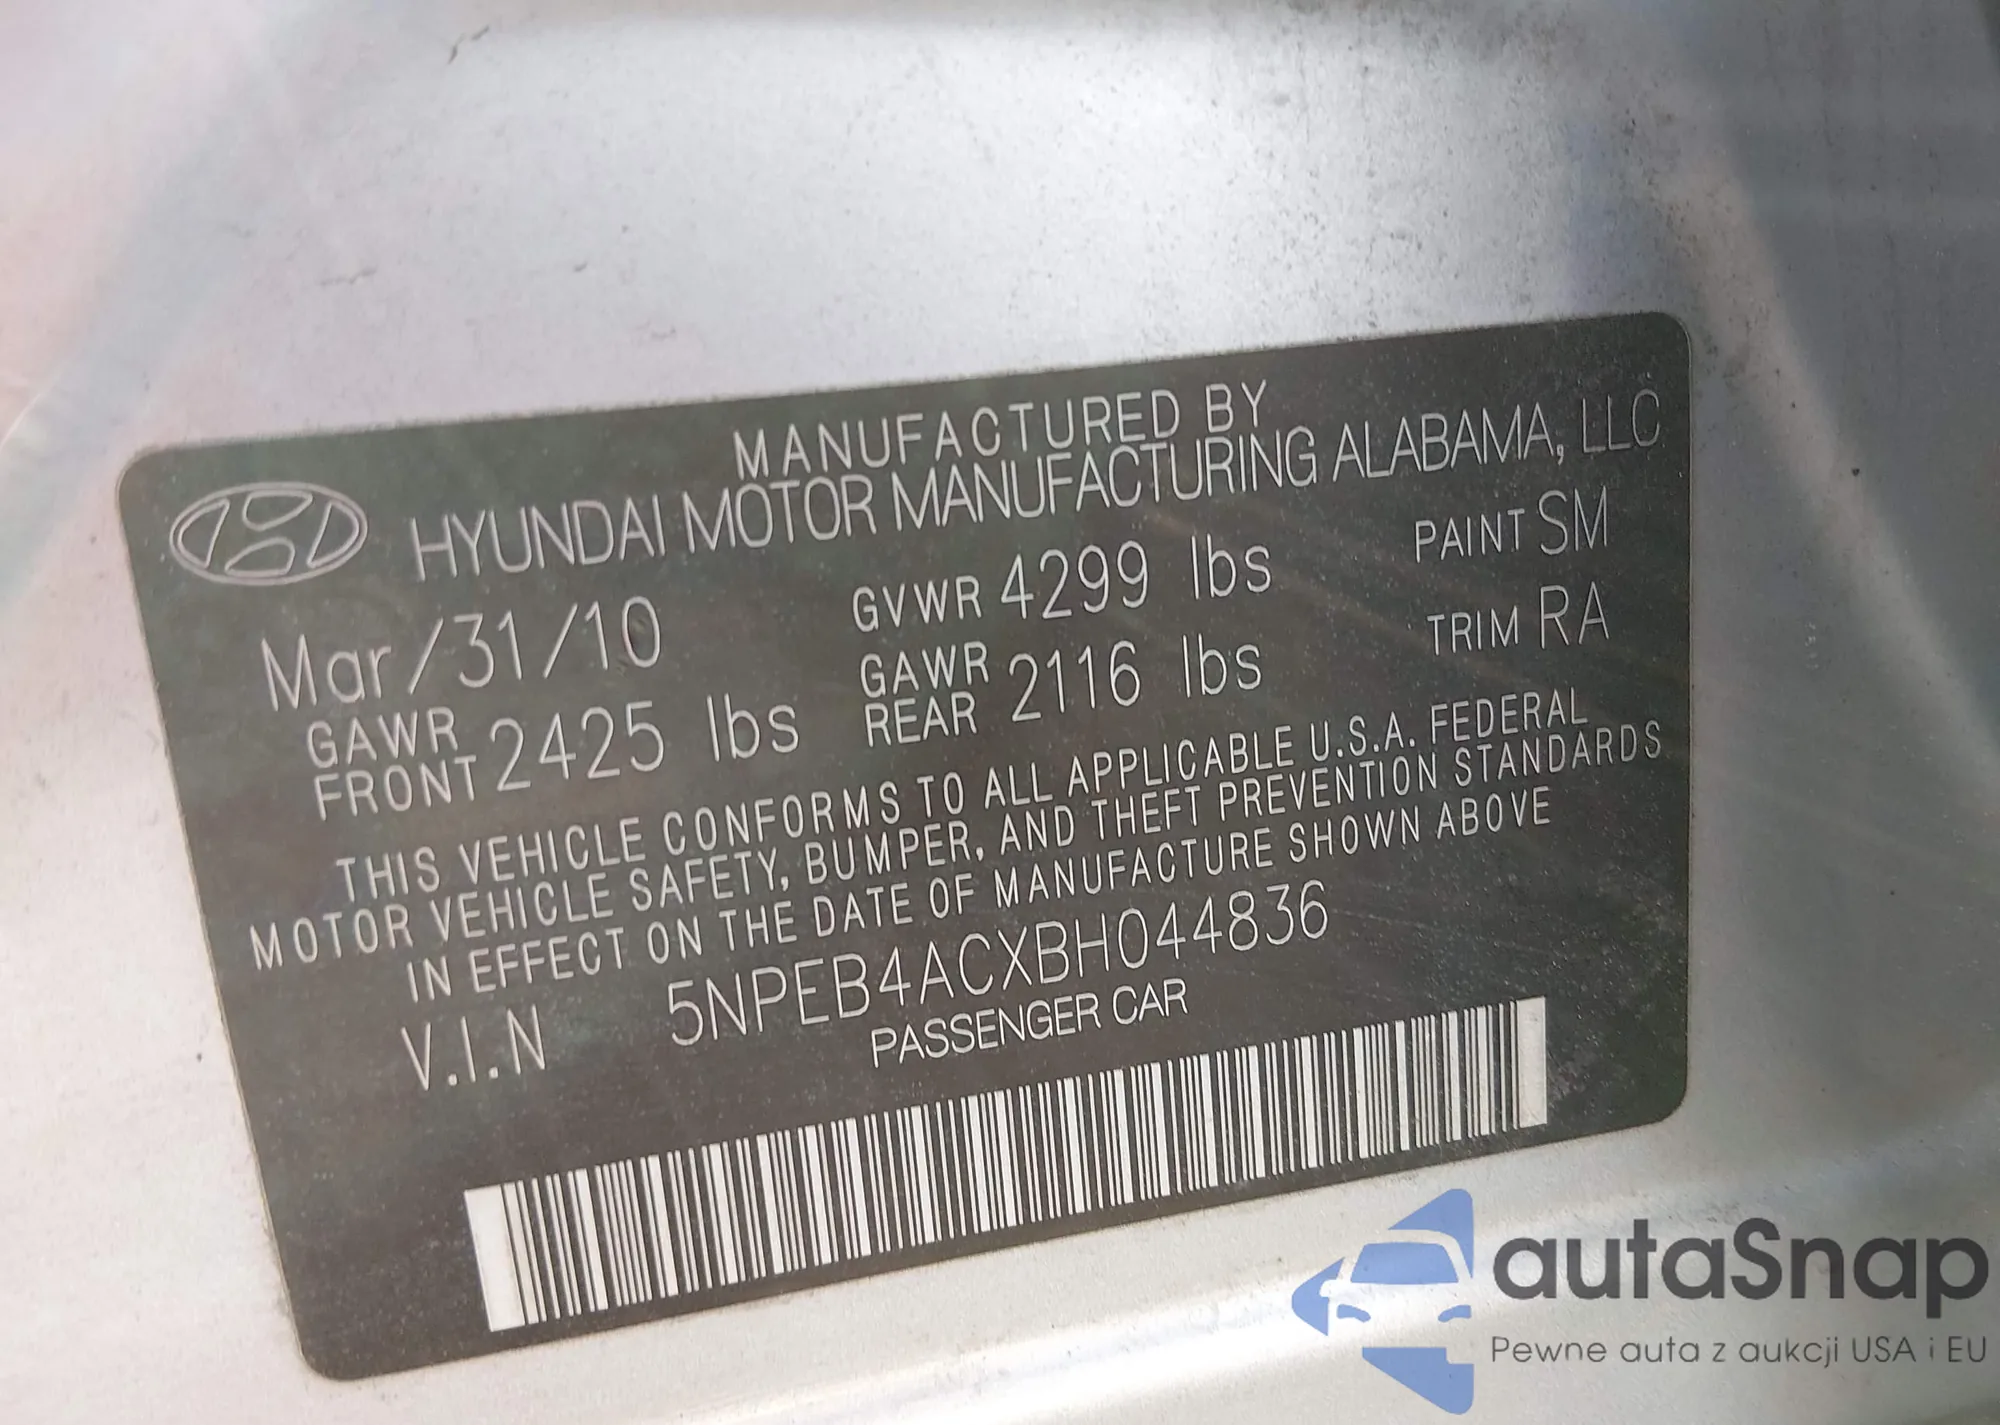 MANUFACTURED BY
HYUNDAI MOTOR MANUFACTURING ALABAMA, LLC
Mar/31/10 GVWR 4299 lbs PAINT SM
GAWR FRONT 2425 lbs GAWR REAR 2116 lbs TRIM RA
THIS VEHICLE CONFORMS TO ALL APPLICABLE U.S.A. FEDERAL
MOTOR VEHICLE SAFETY, BUMPER, AND THEFT PREVENTION STANDARDS
IN EFFECT ON THE DATE OF MANUFACTURE SHOWN ABOVE
V.I.N 5NPEB4ACXBH044836
PASSENGER CAR
autaSnap
Pewne auta z aukcji USA i EU